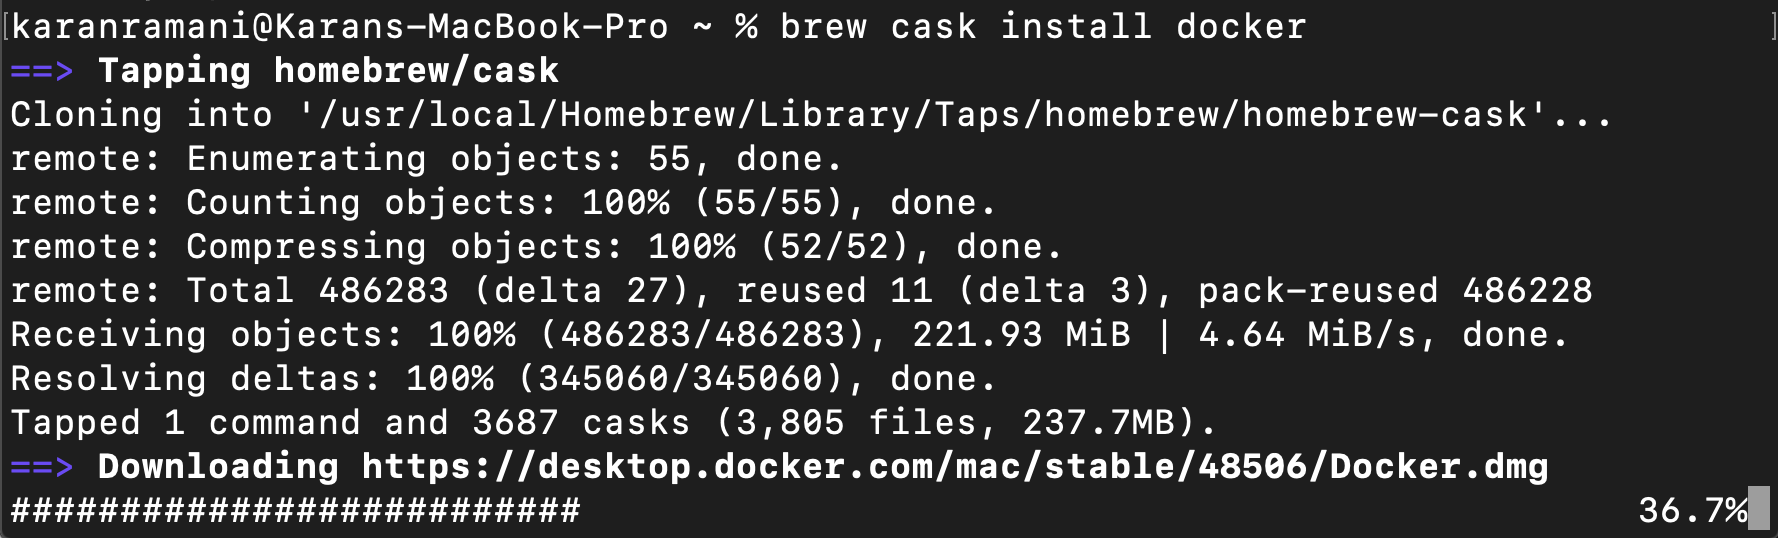 [karanramani@Karans-MacBook-Pro ~ % brew cask install docker ]
==> Tapping homebrew/cask
Cloning into '/usr/local/Homebrew/Library/Taps/homebrew/homebrew-cask'...
remote: Enumerating objects: 55, done.
remote: Counting objects: 100% (55/55), done.
remote: Compressing objects: 100% (52/52), done.
remote: Total 486283 (delta 27), reused 11 (delta 3), pack-reused 486228
Receiving objects: 100% (486283/486283), 221.93 MiB | 4.64 MiB/s, done.
Resolving deltas: 100% (345060/345060), done.
Tapped 1 command and 3687 casks (3,805 files, 237.7MB).
==> Downloading https://desktop.docker.com/mac/stable/48506/Docker.dmg
########################## 36.7%